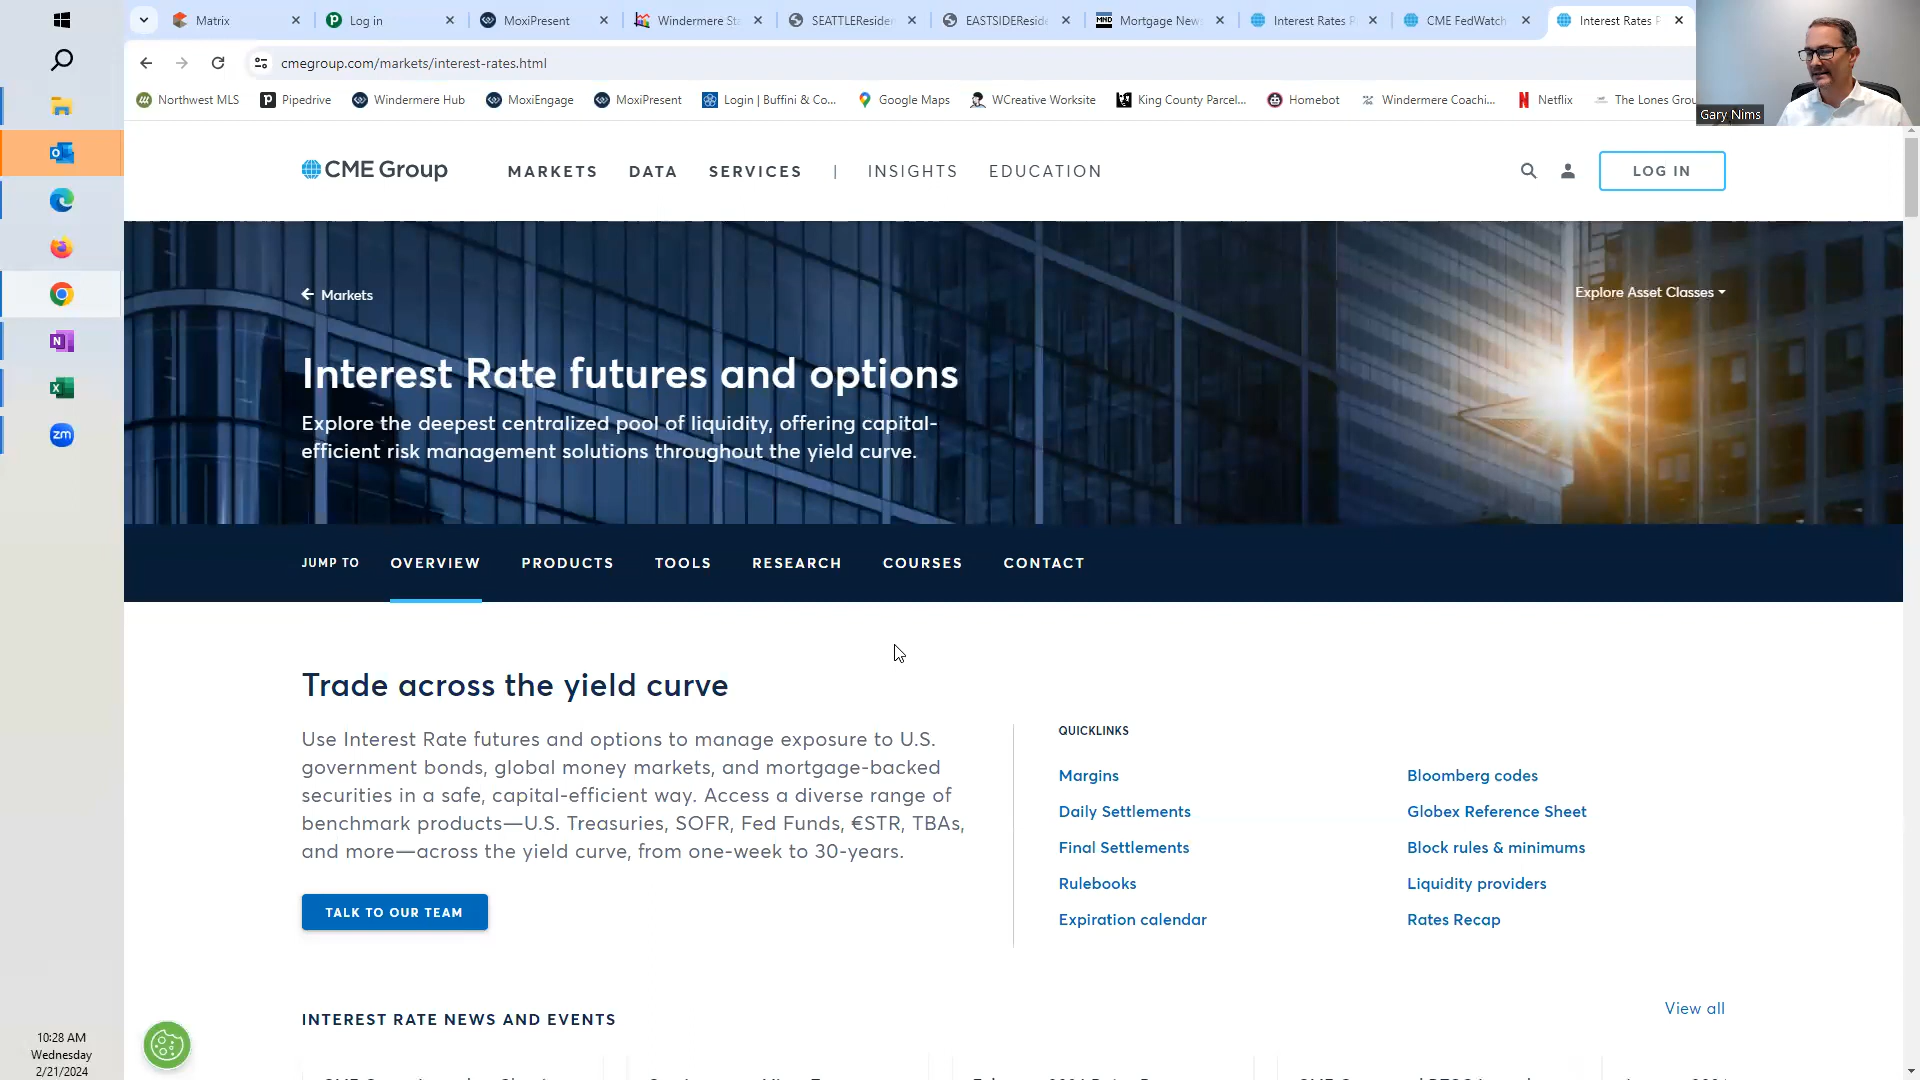 Matrix
Log in
MoxiPresent
Windermere St
SEATTLEReside
EASTSIDEReside
Mortgage New
Interest Rates P
CME FedWatch
Interest Rates P
cmegroup.com/markets/interest-rates.html
Northwest MLS
Pipedrive
Windermere Hub
MoxiEngage
MoxiPresent
Login | Buffini & Co...
Google Maps
WCreative Worksite
King County Parcel...
Homebot
Windermere Coachi...
Netflix
The Lones Grou
Gary Nims
CME Group
MARKETS
DATA
SERVICES
|
INSIGHTS
EDUCATION
LOG IN
Markets
Explore Asset Classes
Interest Rate futures and options
Explore the deepest centralized pool of liquidity, offering capital-
efficient risk management solutions throughout the yield curve.
JUMP TO
OVERVIEW
PRODUCTS
TOOLS
RESEARCH
COURSES
CONTACT
Trade across the yield curve
Use Interest Rate futures and options to manage exposure to U.S.
government bonds, global money markets, and mortgage-backed
securities in a safe, capital-efficient way. Access a diverse range of
benchmark products—U.S. Treasuries, SOFR, Fed Funds, €STR, TBAs,
and more—across the yield curve, from one-week to 30-years.
TALK TO OUR TEAM
QUICKLINKS
Margins
Daily Settlements
Final Settlements
Rulebooks
Expiration calendar
Bloomberg codes
Globex Reference Sheet
Block rules & minimums
Liquidity providers
Rates Recap
INTEREST RATE NEWS AND EVENTS
View all
10:28 AM
Wednesday
2/21/2024